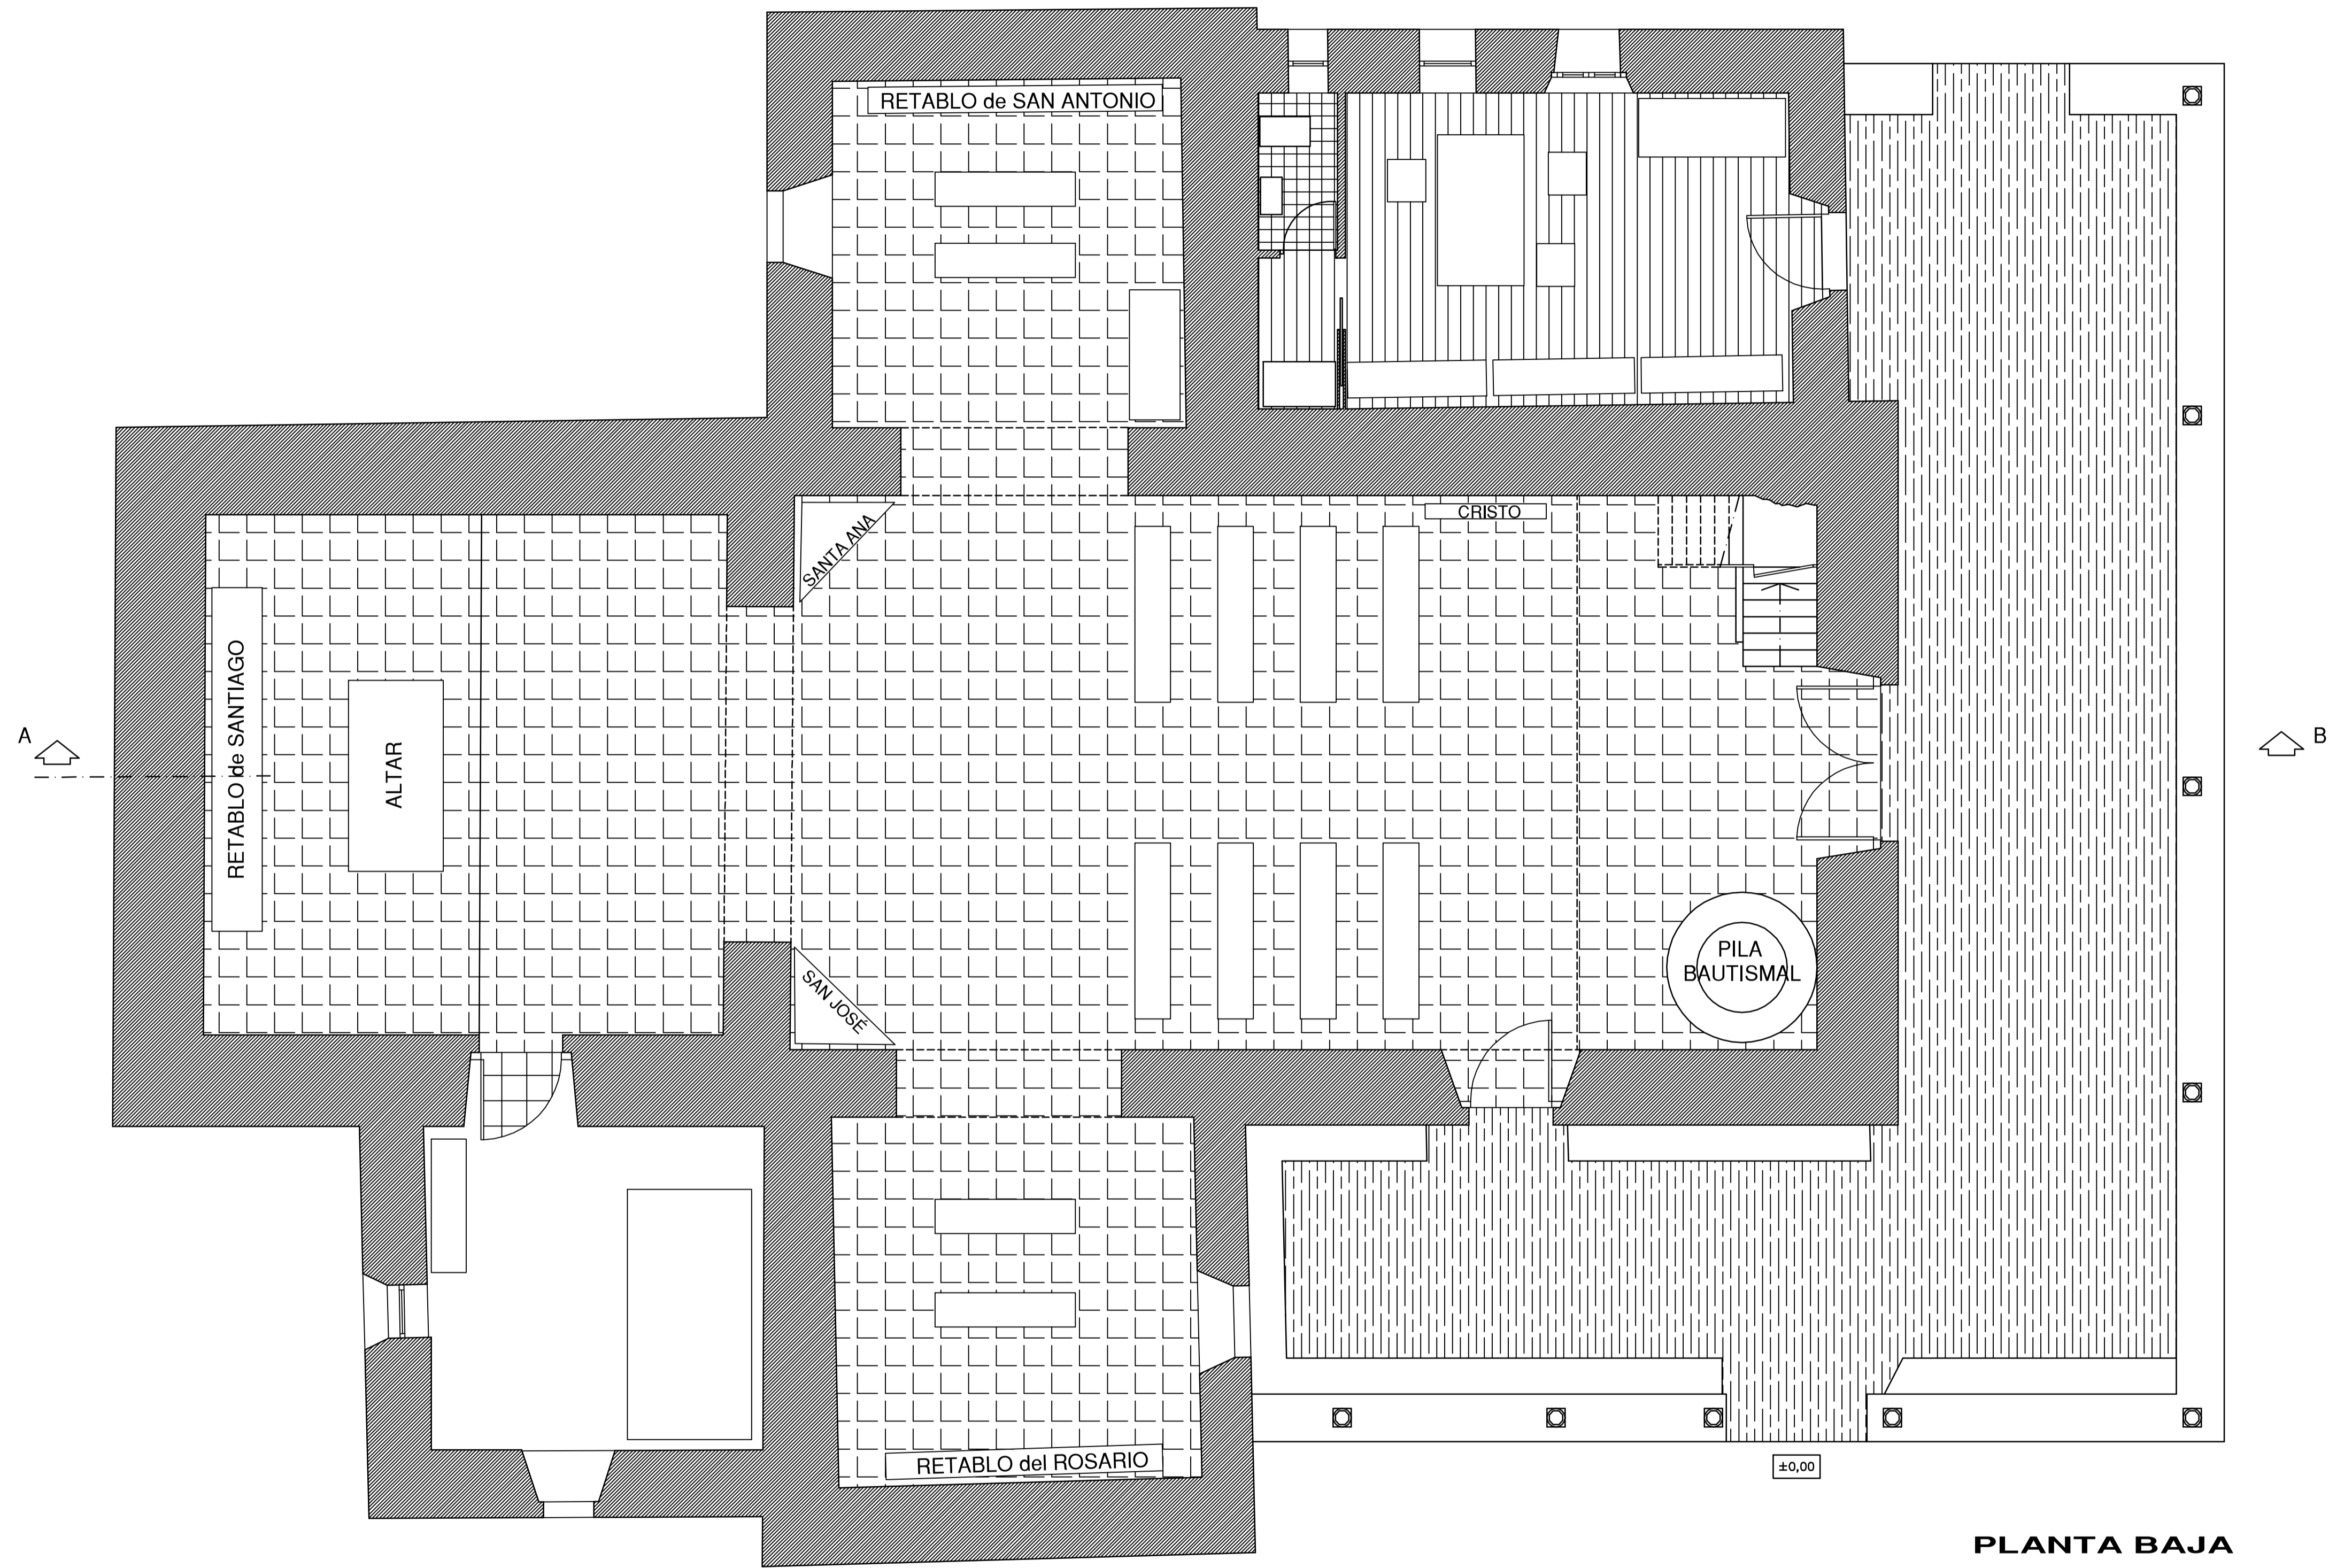 RETABLO de SAN ANTONIO
SANTA ANA
CRISTO
RETABLO de SANTIAGO
ALTAR
A
B
SAN JOSÉ
PILA
BAUTISMAL
RETABLO del ROSARIO
±0,00
PLANTA BAJA